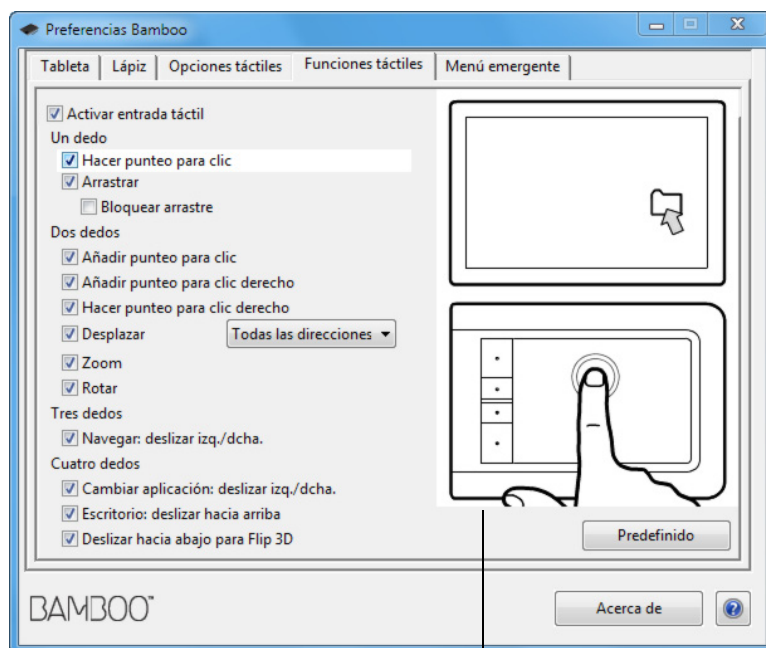 Preferencias Bamboo
Tableta Lápiz Opciones táctiles Funciones táctiles Menú emergente
Activar entrada táctil
Un dedo
Hacer punteo para clic
Arrastrar
Bloquear arrastre
Dos dedos
Añadir punteo para clic
Añadir punteo para clic derecho
Hacer punteo para clic derecho
Desplazar Todas las direcciones
Zoom
Rotar
Tres dedos
Navegar: deslizar izq./dcha.
Cuatro dedos
Cambiar aplicación: deslizar izq./dcha.
Escritorio: deslizar hacia arriba
Deslizar hacia abajo para Flip 3D
Predefinido
BAMBOO™
Acerca de
?